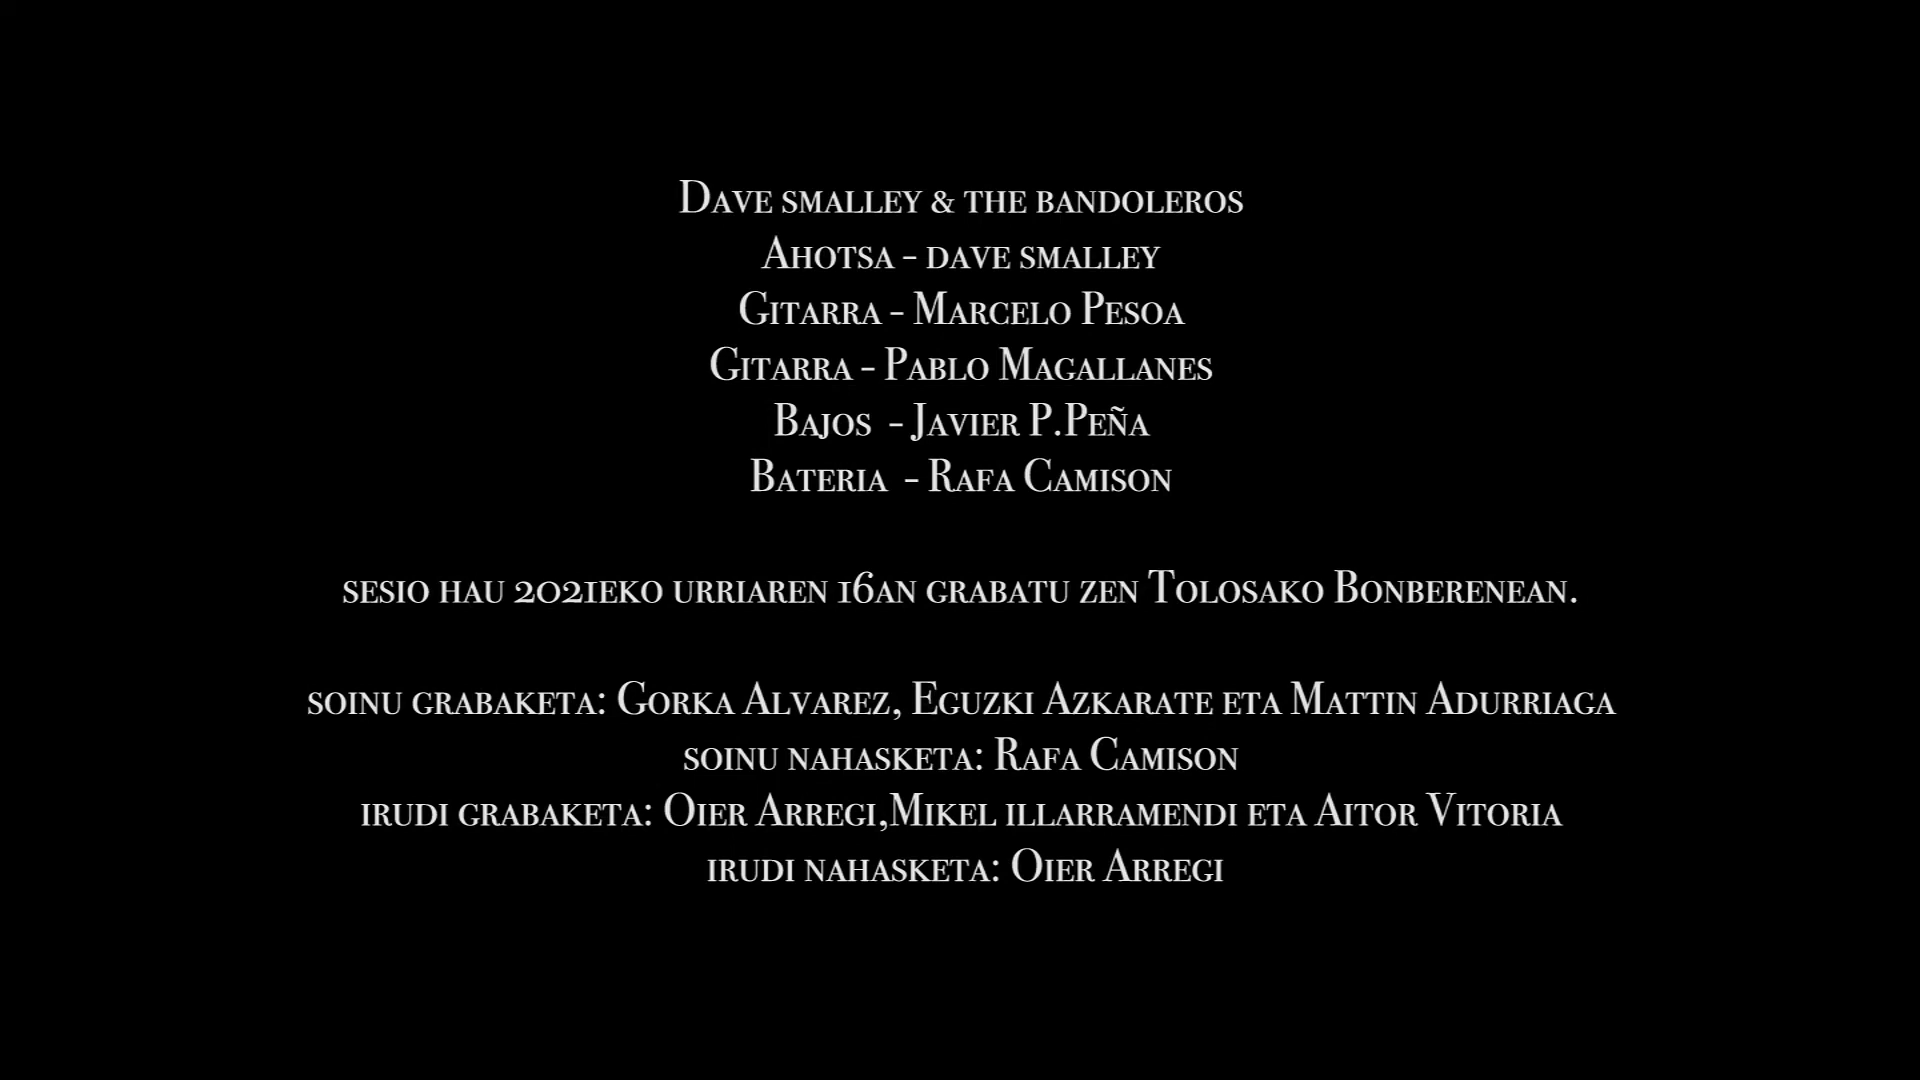 Dave smalley & the bandoleros
Ahotsa - dave smalley
Gitarra - Marcelo Pesoa
Gitarra - Pablo Magallanes
Bajos - Javier P.Peña
Bateria - Rafa Camison
sesio hau 2021eko urriaren 16an grabatu zen Tolosako Bonberenean.
soinu grabaketa: Gorka Alvarez, Eguzki Azkarate eta Mattin Adurriaga
soinu nahasketa: Rafa Camison
irudi grabaketa: Oier Arregi,Mikel illarramendi eta Aitor Vitoria
irudi nahasketa: Oier Arregi